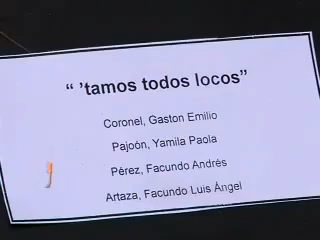 “ ’tamos todos locos”
Coronel, Gaston Emilio
Pajoón, Yamila Paola
Pérez, Facundo Andrés
Artaza, Facundo Luis Ángel